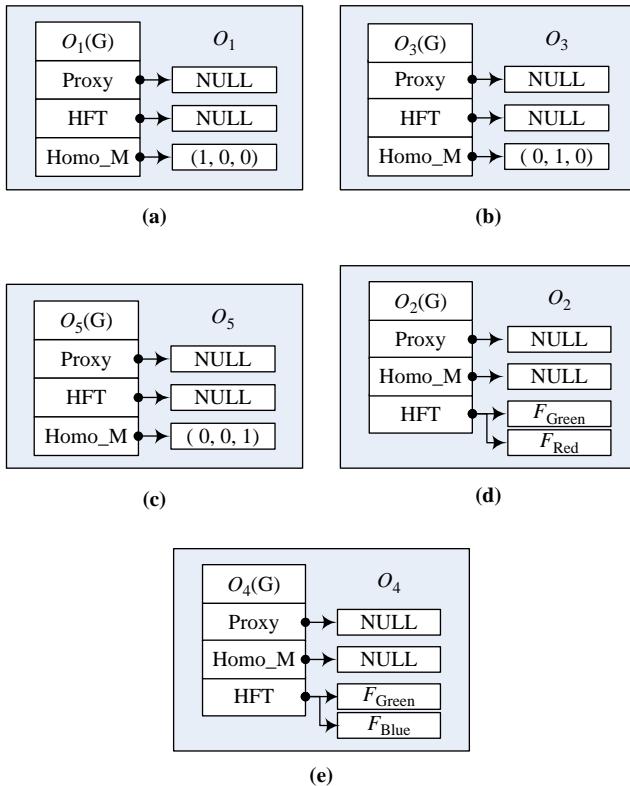 O1(G) O1
Proxy NULL
HFT NULL
Homo_M (1, 0, 0)
(a)
O3(G) O3
Proxy NULL
HFT NULL
Homo_M ( 0, 1, 0)
(b)
O5(G) O5
Proxy NULL
HFT NULL
Homo_M ( 0, 0, 1)
(c)
O2(G) O2
Proxy NULL
Homo_M NULL
HFT FGreen
FRed
(d)
O4(G) O4
Proxy NULL
Homo_M NULL
HFT FGreen
FBlue
(e)